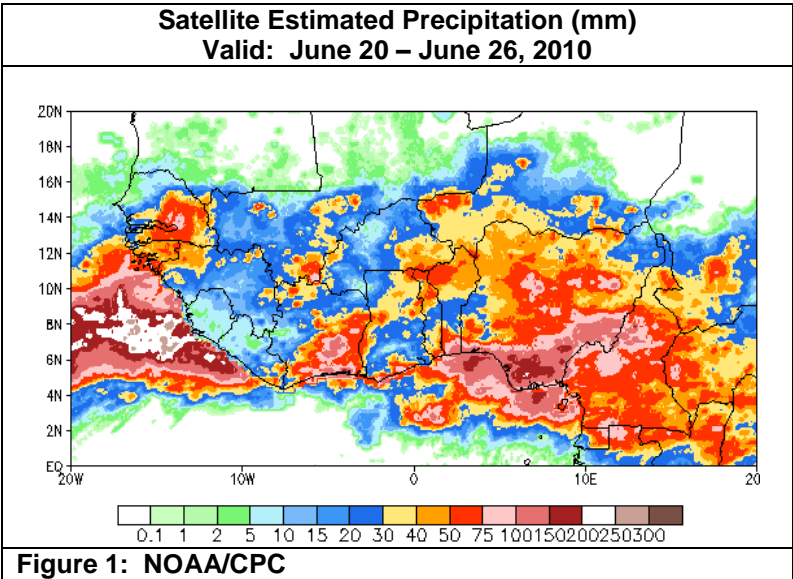 Satellite Estimated Precipitation (mm)
Valid: June 20 – June 26, 2010
20N
18N
16N
14N
12N
10N
8N
6N
4N
2N
EQ
20W 10W 0 10E 20
0.1 1 2 5 10 15 20 30 40 50 75 100150200250300
Figure 1: NOAA/CPC